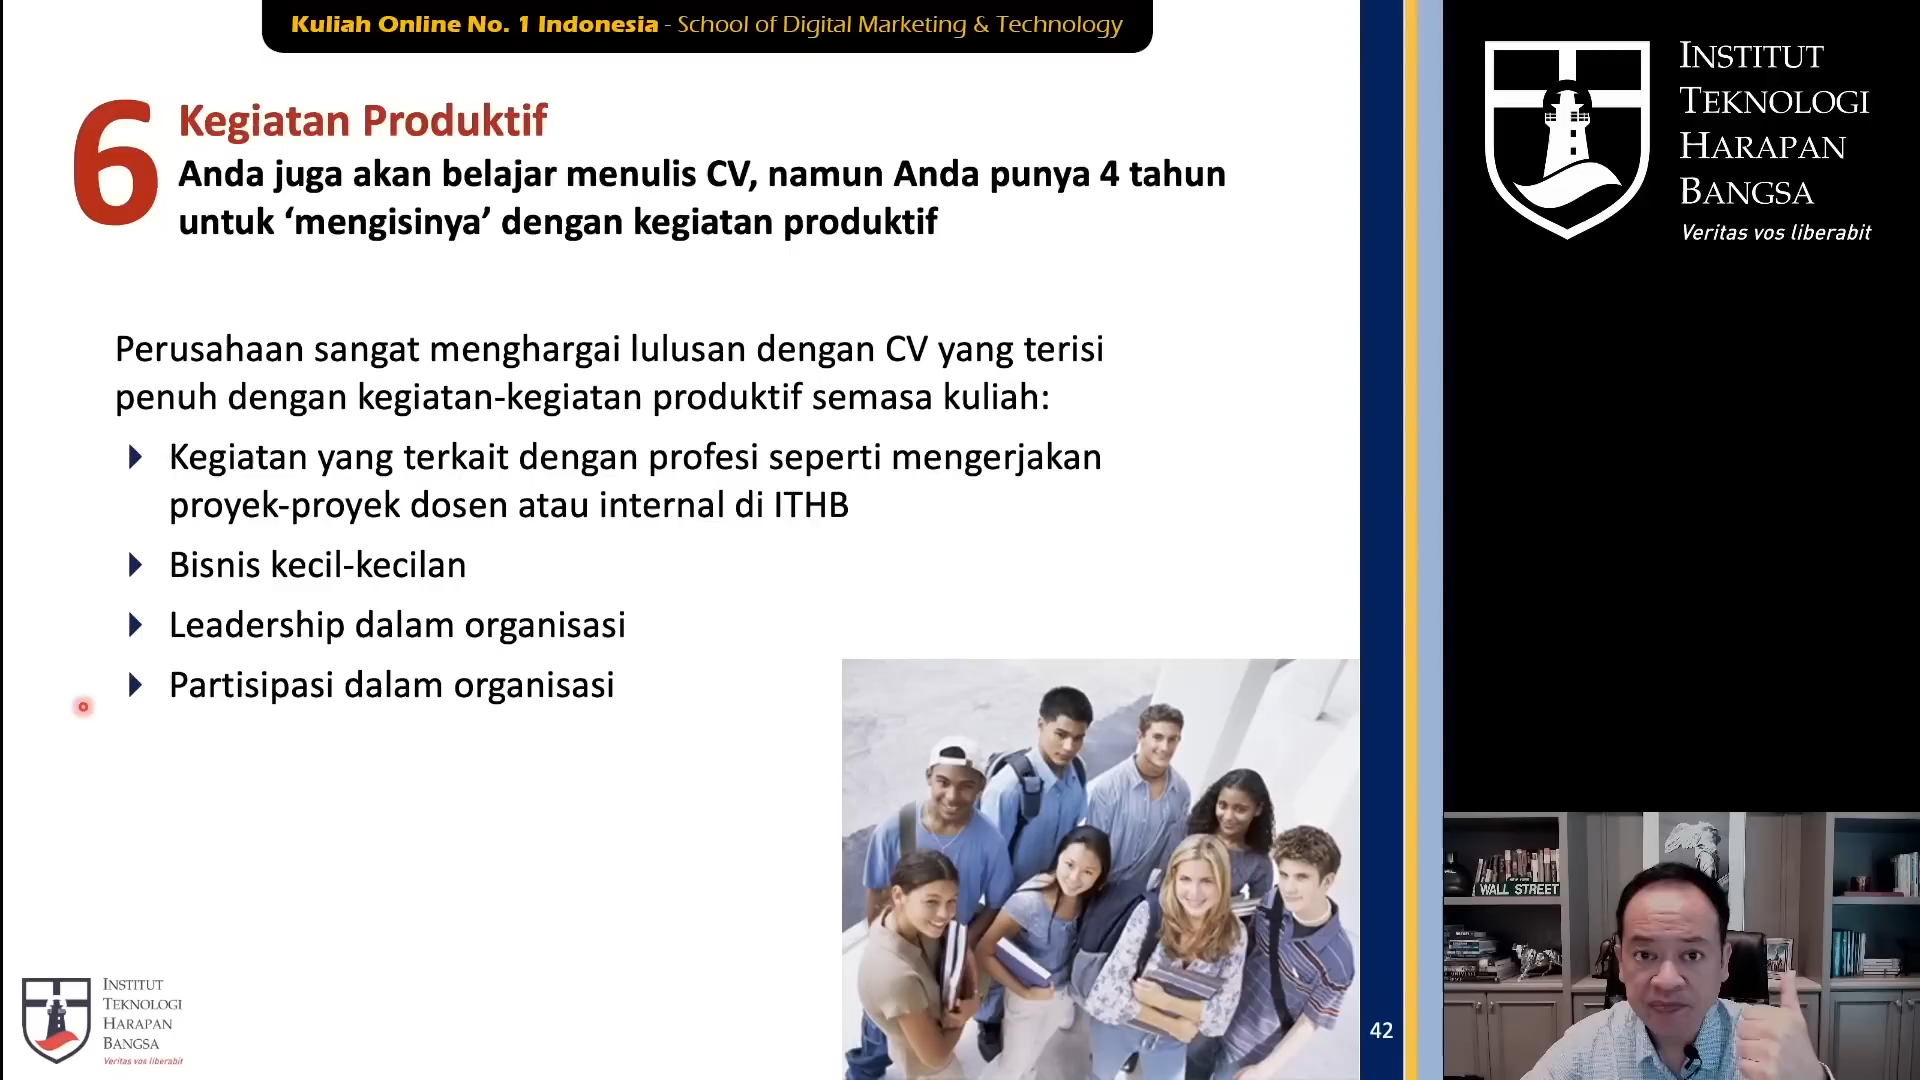 Kuliah Online No. 1 Indonesia - School of Digital Marketing & Technology
6
Kegiatan Produktif
Anda juga akan belajar menulis CV, namun Anda punya 4 tahun
untuk ‘mengisinya’ dengan kegiatan produktif
Perusahaan sangat menghargai lulusan dengan CV yang terisi
penuh dengan kegiatan-kegiatan produktif semasa kuliah:
Kegiatan yang terkait dengan profesi seperti mengerjakan
proyek-proyek dosen atau internal di ITHB
Bisnis kecil-kecilan
Leadership dalam organisasi
Partisipasi dalam organisasi
INSTITUT
TEKNOLOGI
HARAPAN
BANGSA
Veritas vos liberabit
42
INSTITUT
TEKNOLOGI
HARAPAN
BANGSA
Veritas vos liberabit
WALL STREET